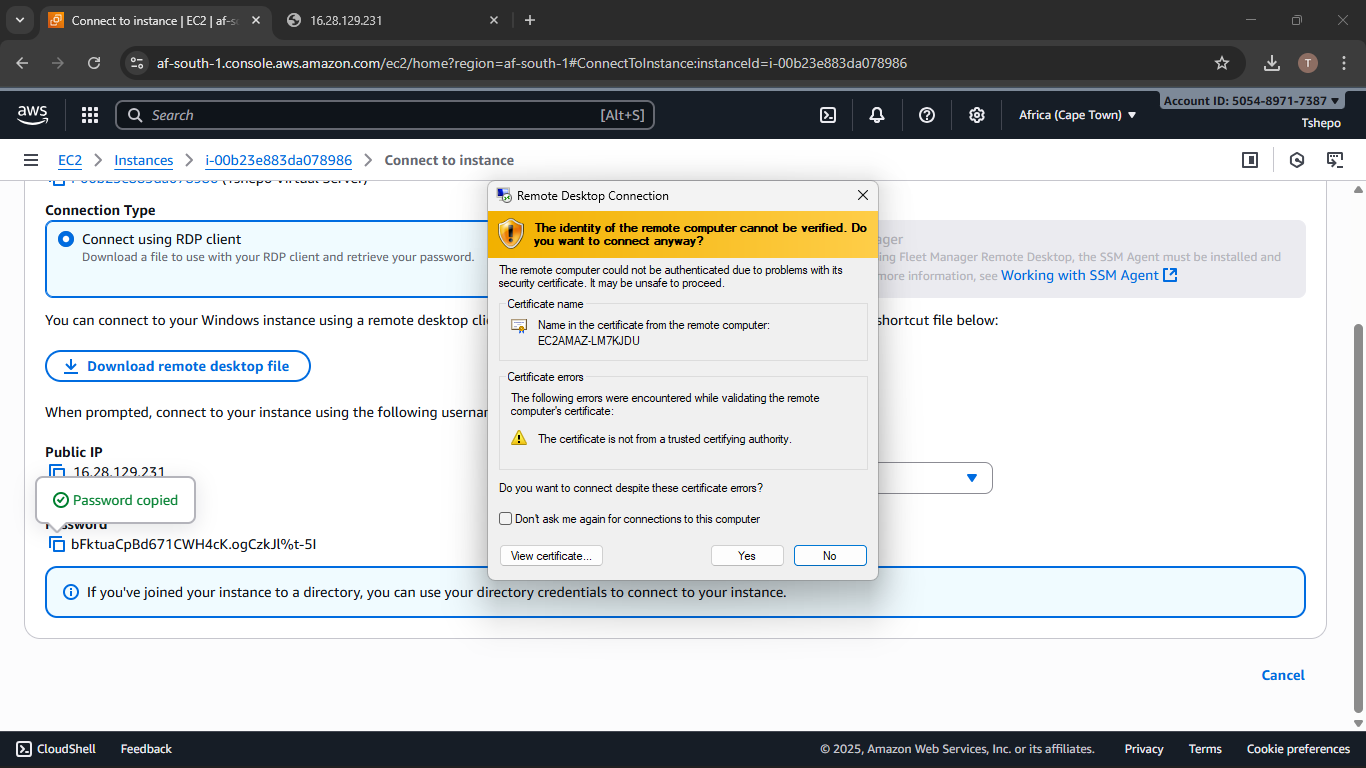 Connect to instance | EC2 | af-s
16.28.129.231
af-south-1.console.aws.amazon.com/ec2/home?region=af-south-1#ConnectToInstance:instanceId=i-00b23e883da078986
T
aws
Search
[Alt+S]
Africa (Cape Town)
Account ID: 5054-8971-7387
Tshepo
EC2
Instances
i-00b23e883da078986
Connect to instance
i-00b23e883da078986 (Tshepo Virtual Server)
Connection Type
Connect using RDP client
Download a file to use with your RDP client and retrieve your password.
ager
ing Fleet Manager Remote Desktop, the SSM Agent must be installed and
more information, see Working with SSM Agent
You can connect to your Windows instance using a remote desktop cli
shortcut file below:
Download remote desktop file
When prompted, connect to your instance using the following userna
Public IP
16.28.129.231
Password copied
Password
bFktuaCpBd671CWH4cK.ogCzkJl%t-5I
If you've joined your instance to a directory, you can use your directory credentials to connect to your instance.
Cancel
Remote Desktop Connection
The identity of the remote computer cannot be verified. Do
you want to connect anyway?
The remote computer could not be authenticated due to problems with its
security certificate. It may be unsafe to proceed.
Certificate name
Name in the certificate from the remote computer:
EC2AMAZ-LM7KJDU
Certificate errors
The following errors were encountered while validating the remote
computer's certificate:
The certificate is not from a trusted certifying authority.
Do you want to connect despite these certificate errors?
Don't ask me again for connections to this computer
View certificate...
Yes
No
CloudShell
Feedback
© 2025, Amazon Web Services, Inc. or its affiliates.
Privacy
Terms
Cookie preferences